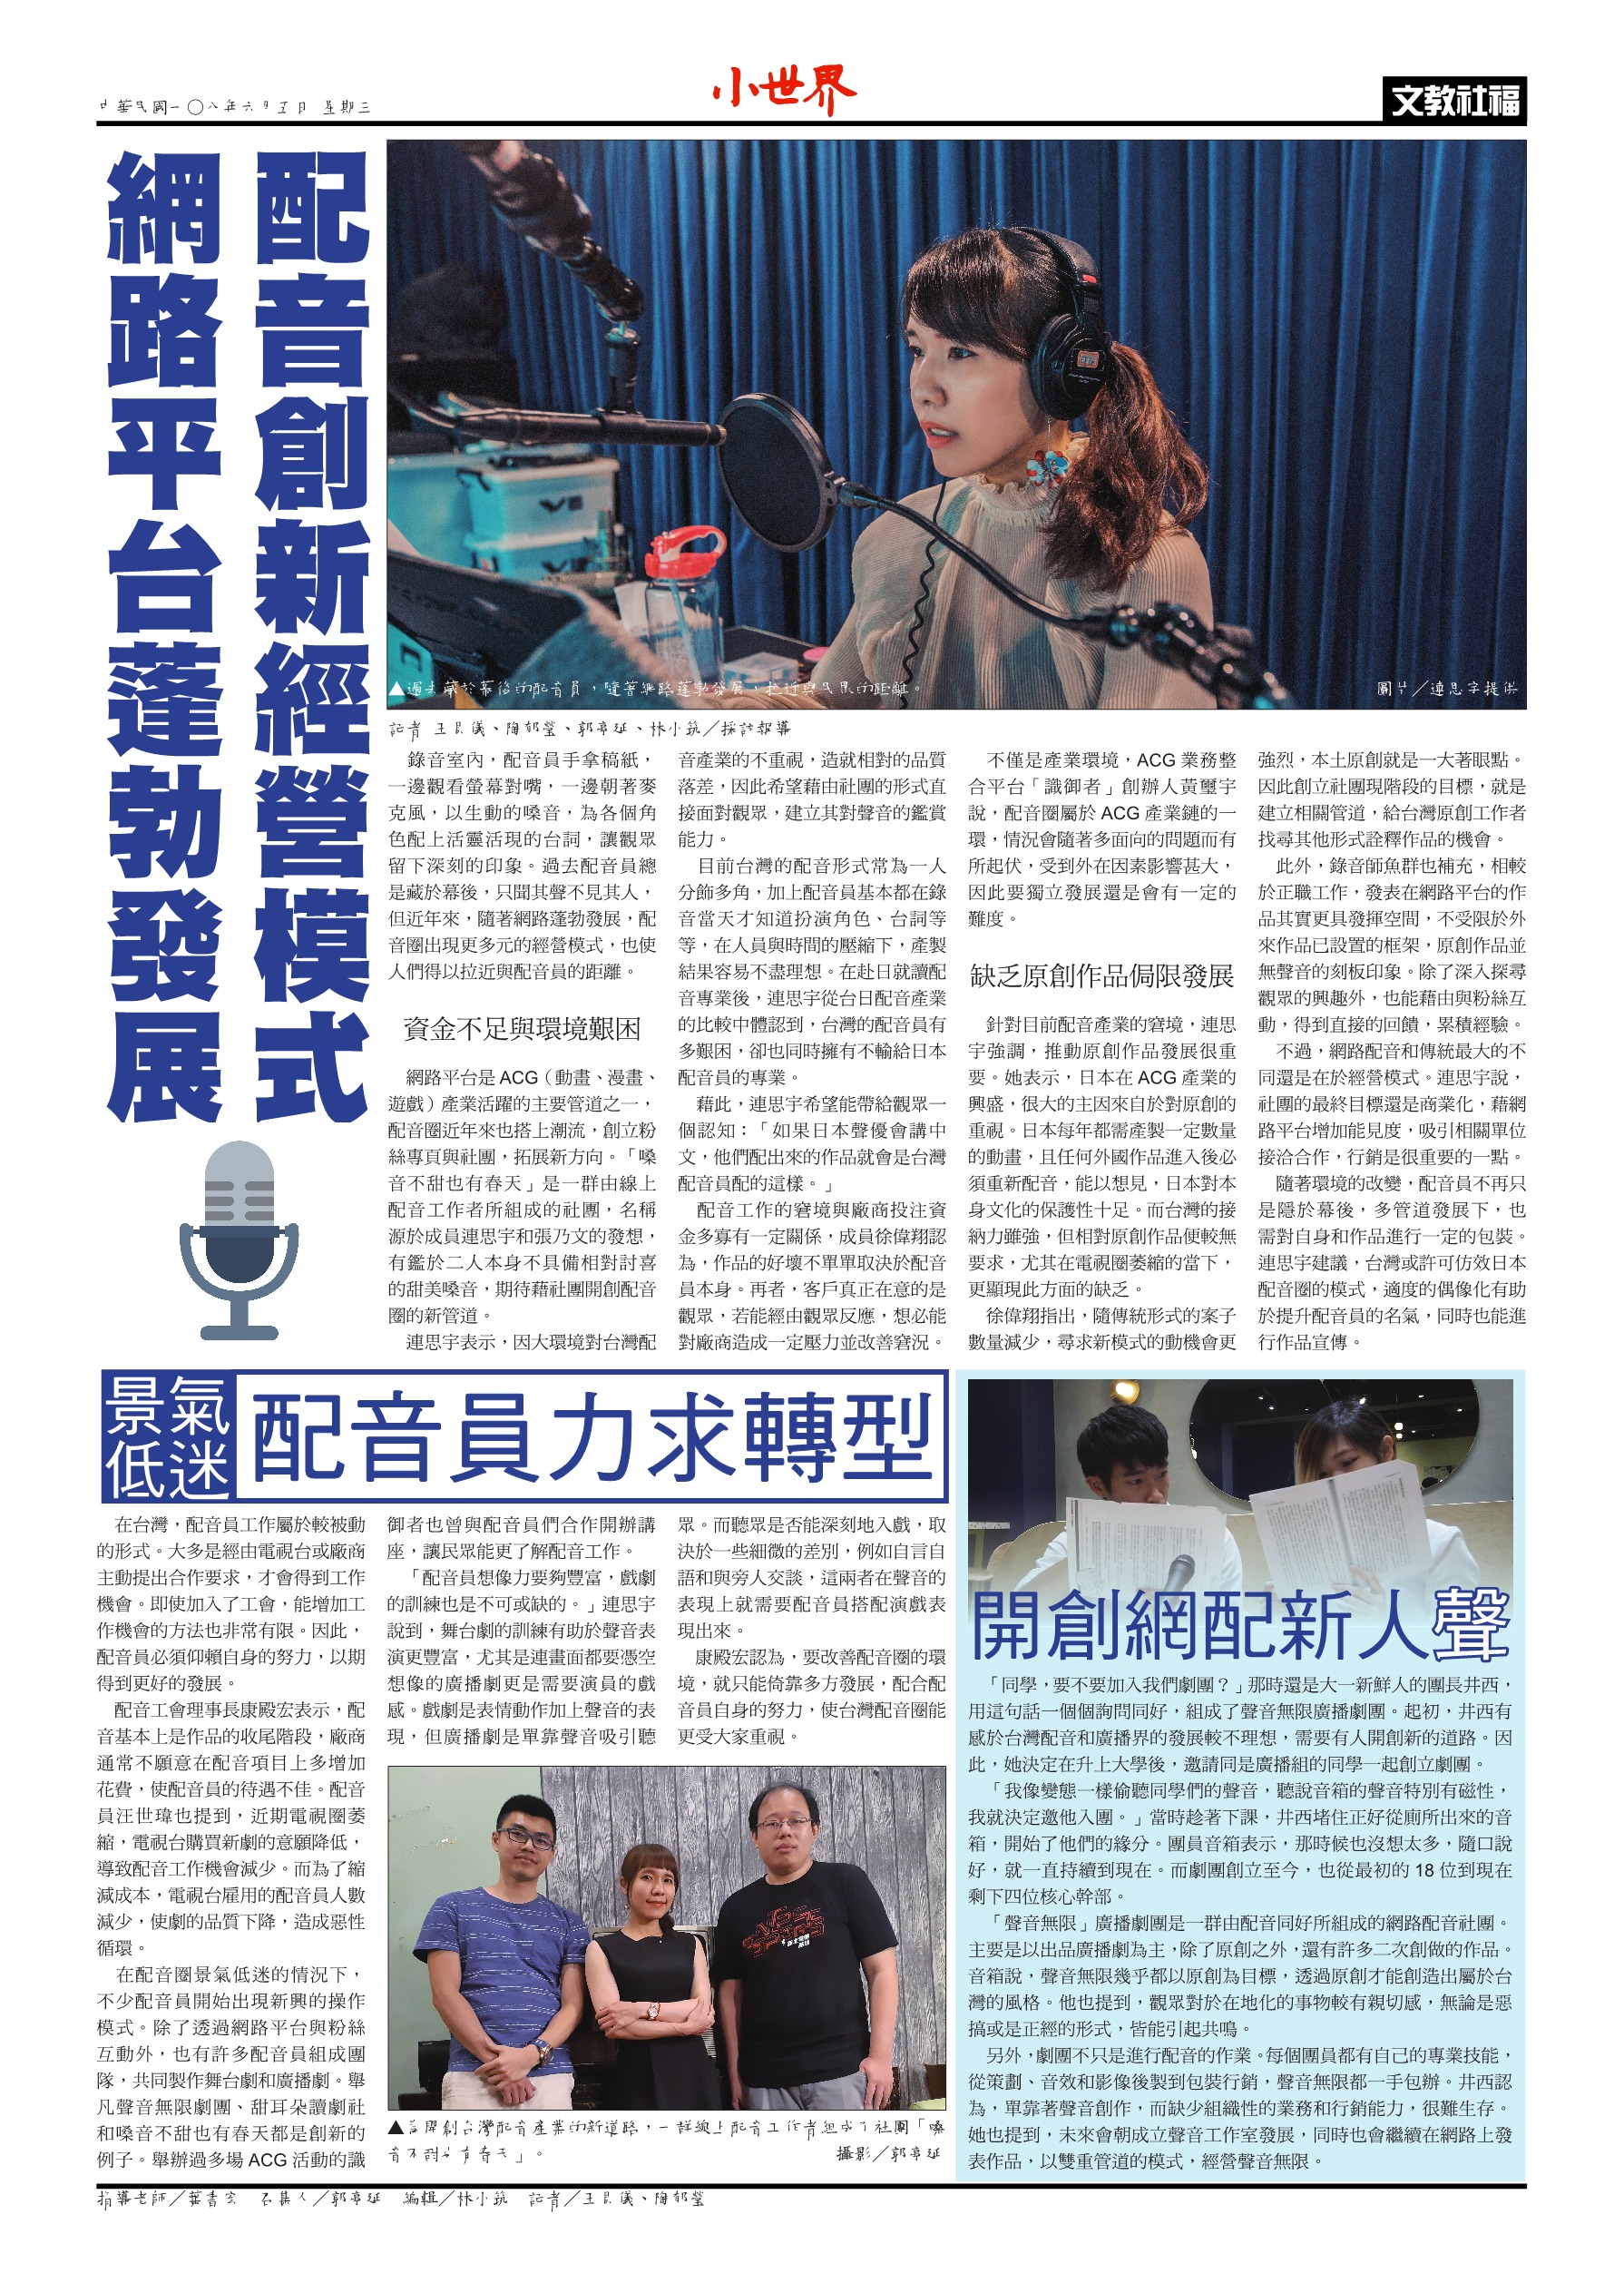 中華民國一〇八年六月五日 星期三
小世界
文教社福
配音創新經營模式
網路平台蓬勃發展
▲過去藏於幕後的配音員，隨著網路蓬勃發展，拉近與民眾的距離。
圖片／連思宇提供
記者 王艮儀、陶郁瑩、郭亭延、林小筑／採訪報導
錄音室內，配音員手拿稿紙，
一邊觀看螢幕對嘴，一邊朝著麥
克風，以生動的嗓音，為各個角
色配上活靈活現的台詞，讓觀眾
留下深刻的印象。過去配音員總
是藏於幕後，只聞其聲不見其人，
但近年來，隨著網路蓬勃發展，配
音圈出現更多元的經營模式，也使
人們得以拉近與配音員的距離。
資金不足與環境艱困
網路平台是 ACG（動畫、漫畫、
遊戲）產業活躍的主要管道之一，
配音圈近年來也搭上潮流，創立粉
絲專頁與社團，拓展新方向。「嗓
音不甜也有春天」是一群由線上
配音工作者所組成的社團，名稱
源於成員連思宇和張乃文的發想，
有鑑於二人本身不具備相對討喜
的甜美嗓音，期待藉社團開創配音
圈的新管道。
連思宇表示，因大環境對台灣配
音產業的不重視，造就相對的品質
落差，因此希望藉由社團的形式直
接面對觀眾，建立其對聲音的鑑賞
能力。
目前台灣的配音形式常為一人
分飾多角，加上配音員基本都在錄
音當天才知道扮演角色、台詞等
等，在人員與時間的壓縮下，產製
結果容易不盡理想。在赴日就讀配
音專業後，連思宇從台日配音產業
的比較中體認到，台灣的配音員有
多艱困，卻也同時擁有不輸給日本
配音員的專業。
藉此，連思宇希望能帶給觀眾一
個認知：「如果日本聲優會講中
文，他們配出來的作品就會是台灣
配音員配的這樣。」
配音工作的窘境與廠商投注資
金多寡有一定關係，成員徐偉翔認
為，作品的好壞不單單取決於配音
員本身。再者，客戶真正在意的是
觀眾，若能經由觀眾反應，想必能
對廠商造成一定壓力並改善窘況。
不僅是產業環境，ACG 業務整
合平台「識御者」創辦人黃璽宇
說，配音圈屬於 ACG 產業鏈的一
環，情況會隨著多面向的問題而有
所起伏，受到外在因素影響甚大，
因此要獨立發展還是會有一定的
難度。
缺乏原創作品侷限發展
針對目前配音產業的窘境，連思
宇強調，推動原創作品發展很重
要。她表示，日本在 ACG 產業的
興盛，很大的主因來自於對原創的
重視。日本每年都需產製一定數量
的動畫，且任何外國作品進入後必
須重新配音，能以想見，日本對本
身文化的保護性十足。而台灣的接
納力雖強，但相對原創作品便較無
要求，尤其在電視圈萎縮的當下，
更顯現此方面的缺乏。
徐偉翔指出，隨傳統形式的案子
數量減少，尋求新模式的動機會更
強烈，本土原創就是一大著眼點。
因此創立社團現階段的目標，就是
建立相關管道，給台灣原創工作者
找尋其他形式詮釋作品的機會。
此外，錄音師魚群也補充，相較
於正職工作，發表在網路平台的作
品其實更具發揮空間，不受限於外
來作品已設置的框架，原創作品並
無聲音的刻板印象。除了深入探尋
觀眾的興趣外，也能藉由與粉絲互
動，得到直接的回饋，累積經驗。
不過，網路配音和傳統最大的不
同還是在於經營模式。連思宇說，
社團的最終目標還是商業化，藉網
路平台增加能見度，吸引相關單位
接洽合作，行銷是很重要的一點。
隨著環境的改變，配音員不再只
是隱於幕後，多管道發展下，也
需對自身和作品進行一定的包裝。
連思宇建議，台灣或許可仿效日本
配音圈的模式，適度的偶像化有助
於提升配音員的名氣，同時也能進
行作品宣傳。
景氣
低迷
配音員力求轉型
在台灣，配音員工作屬於較被動
的形式。大多是經由電視台或廠商
主動提出合作要求，才會得到工作
機會。即使加入了工會，能增加工
作機會的方法也非常有限。因此，
配音員必須仰賴自身的努力，以期
得到更好的發展。
配音工會理事長康殿宏表示，配
音基本上是作品的收尾階段，廠商
通常不願意在配音項目上多增加
花費，使配音員的待遇不佳。配音
員汪世瑋也提到，近期電視圈萎
縮，電視台購買新劇的意願降低，
導致配音工作機會減少。而為了縮
減成本，電視台雇用的配音員人數
減少，使劇的品質下降，造成惡性
循環。
在配音圈景氣低迷的情況下，
不少配音員開始出現新興的操作
模式。除了透過網路平台與粉絲
互動外，也有許多配音員組成團
隊，共同製作舞台劇和廣播劇。舉
凡聲音無限劇團、甜耳朵讀劇社
和嗓音不甜也有春天都是創新的
例子。舉辦過多場 ACG 活動的識
御者也曾與配音員們合作開辦講
座，讓民眾能更了解配音工作。
「配音員想像力要夠豐富，戲劇
的訓練也是不可或缺的。」連思宇
說到，舞台劇的訓練有助於聲音表
演更豐富，尤其是連畫面都要憑空
想像的廣播劇更是需要演員的戲
感。戲劇是表情動作加上聲音的表
現，但廣播劇是單靠聲音吸引聽
眾。而聽眾是否能深刻地入戲，取
決於一些細微的差別，例如自言自
語和與旁人交談，這兩者在聲音的
表現上就需要配音員搭配演戲表
現出來。
康殿宏認為，要改善配音圈的環
境，就只能倚靠多方發展，配合配
音員自身的努力，使台灣配音圈能
更受大家重視。
▲為開創台灣配音產業的新道路，一群線上配音工作者組成了社團「嗓
音不甜也有春天」。
攝影／郭亭延
開創網配新人聲
「同學，要不要加入我們劇團？」那時還是大一新鮮人的團長井西，
用這句話一個個詢問同好，組成了聲音無限廣播劇團。起初，井西有
感於台灣配音和廣播界的發展較不理想，需要有人開創新的道路。因
此，她決定在升上大學後，邀請同是廣播組的同學一起創立劇團。
「我像變態一樣偷聽同學們的聲音，聽說音箱的聲音特別有磁性，
我就決定邀他入團。」當時趁著下課，井西堵住正好從廁所出來的音
箱，開始了他們的緣分。團員音箱表示，那時候也沒想太多，隨口說
好，就一直持續到現在。而劇團創立至今，也從最初的 18 位到現在
剩下四位核心幹部。
「聲音無限」廣播劇團是一群由配音同好所組成的網路配音社團。
主要是以出品廣播劇為主，除了原創之外，還有許多二次創做的作品。
音箱說，聲音無限幾乎都以原創為目標，透過原創才能創造出屬於台
灣的風格。他也提到，觀眾對於在地化的事物較有親切感，無論是惡
搞或是正經的形式，皆能引起共鳴。
另外，劇團不只是進行配音的作業。每個團員都有自己的專業技能，
從策劃、音效和影像後製到包裝行銷，聲音無限都一手包辦。井西認
為，單靠著聲音創作，而缺少組織性的業務和行銷能力，很難生存。
她也提到，未來會朝成立聲音工作室發展，同時也會繼續在網路上發
表作品，以雙重管道的模式，經營聲音無限。
指導老師／葉書宏 召集人／郭亭延 編輯／林小筑 記者／王艮儀、陶郁瑩